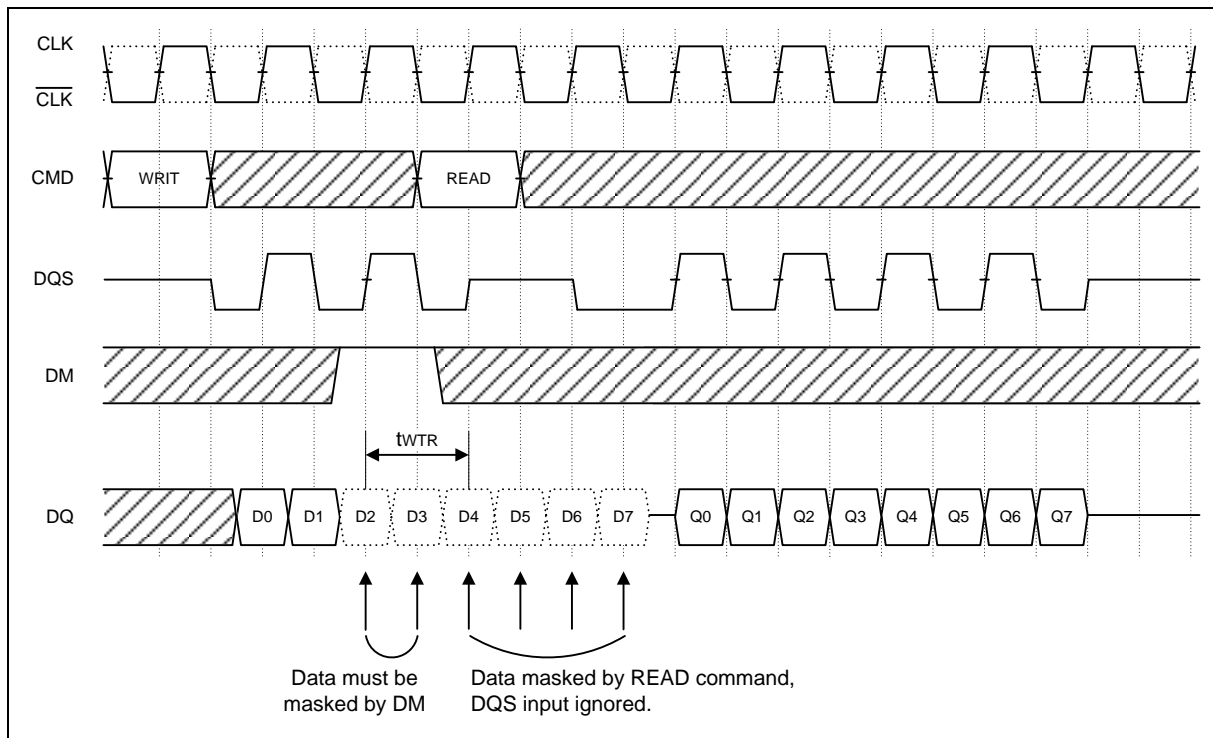 CLK
CLK
CMD
WRIT
READ
DQS
DM
tWTR
DQ
D0 D1 D2 D3 D4 D5 D6 D7 Q0 Q1 Q2 Q3 Q4 Q5 Q6 Q7
Data must be
masked by DM
Data masked by READ command,
DQS input ignored.